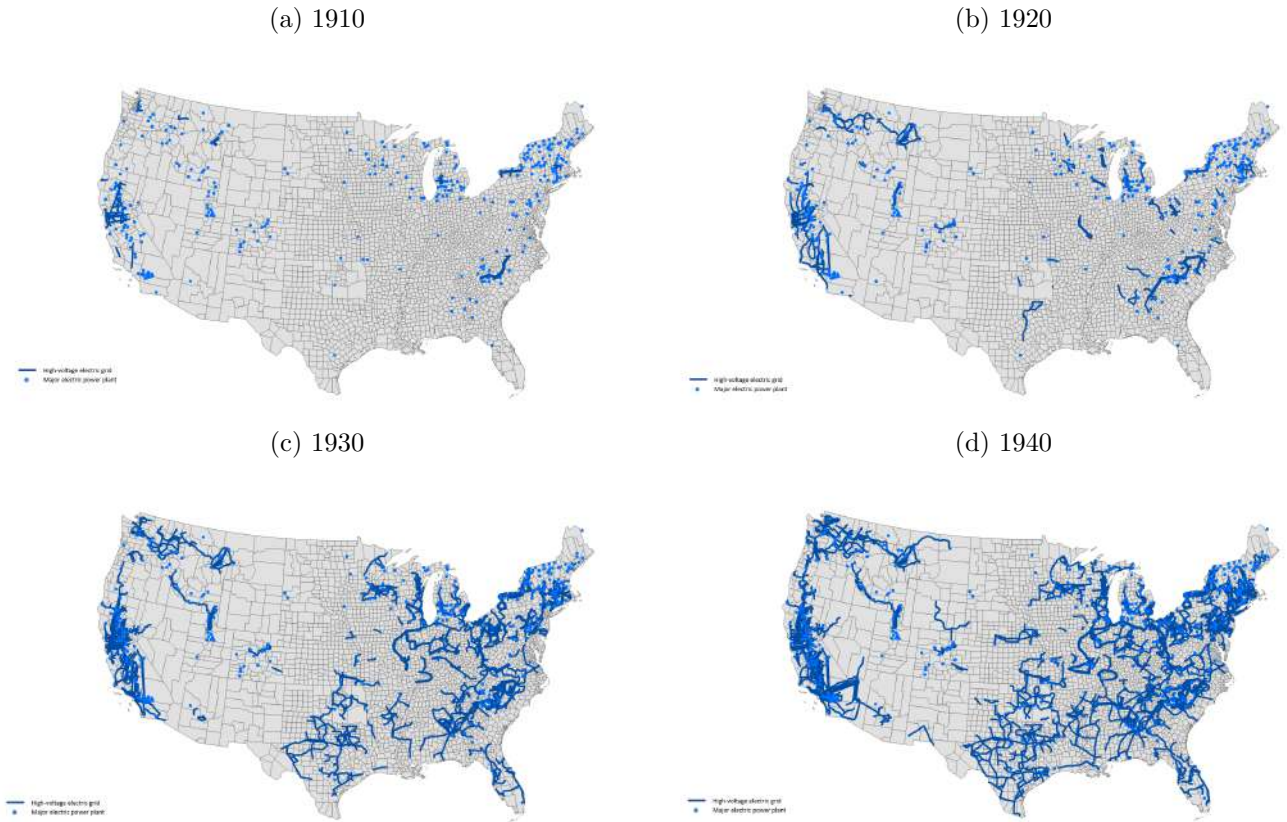 (a) 1910
(b) 1920
High-voltage electric grid
Major electric power plant
High-voltage electric grid
Major electric power plant
(c) 1930
(d) 1940
High-voltage electric grid
Major electric power plant
High-voltage electric grid
Major electric power plant